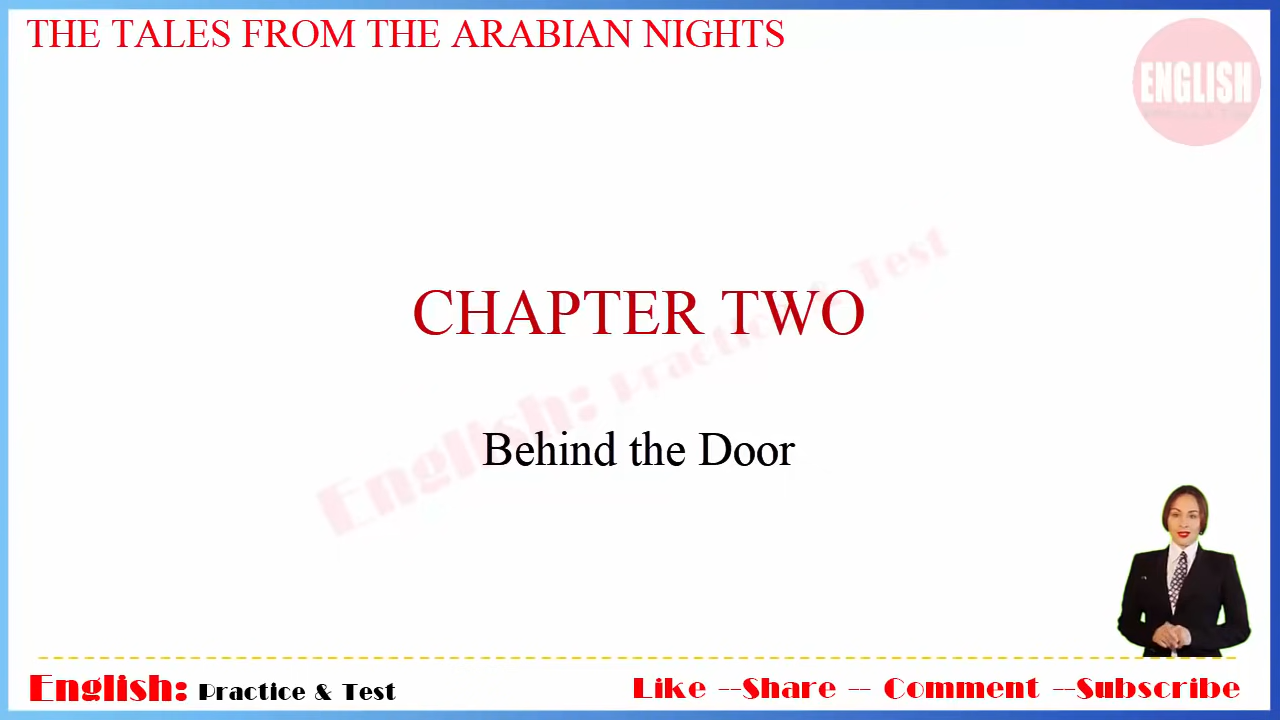 THE TALES FROM THE ARABIAN NIGHTS
ENGLISH
CHAPTER TWO
English: Practice & Test
Behind the Door
English: Practice & Test
Like --Share -- Comment --Subscribe